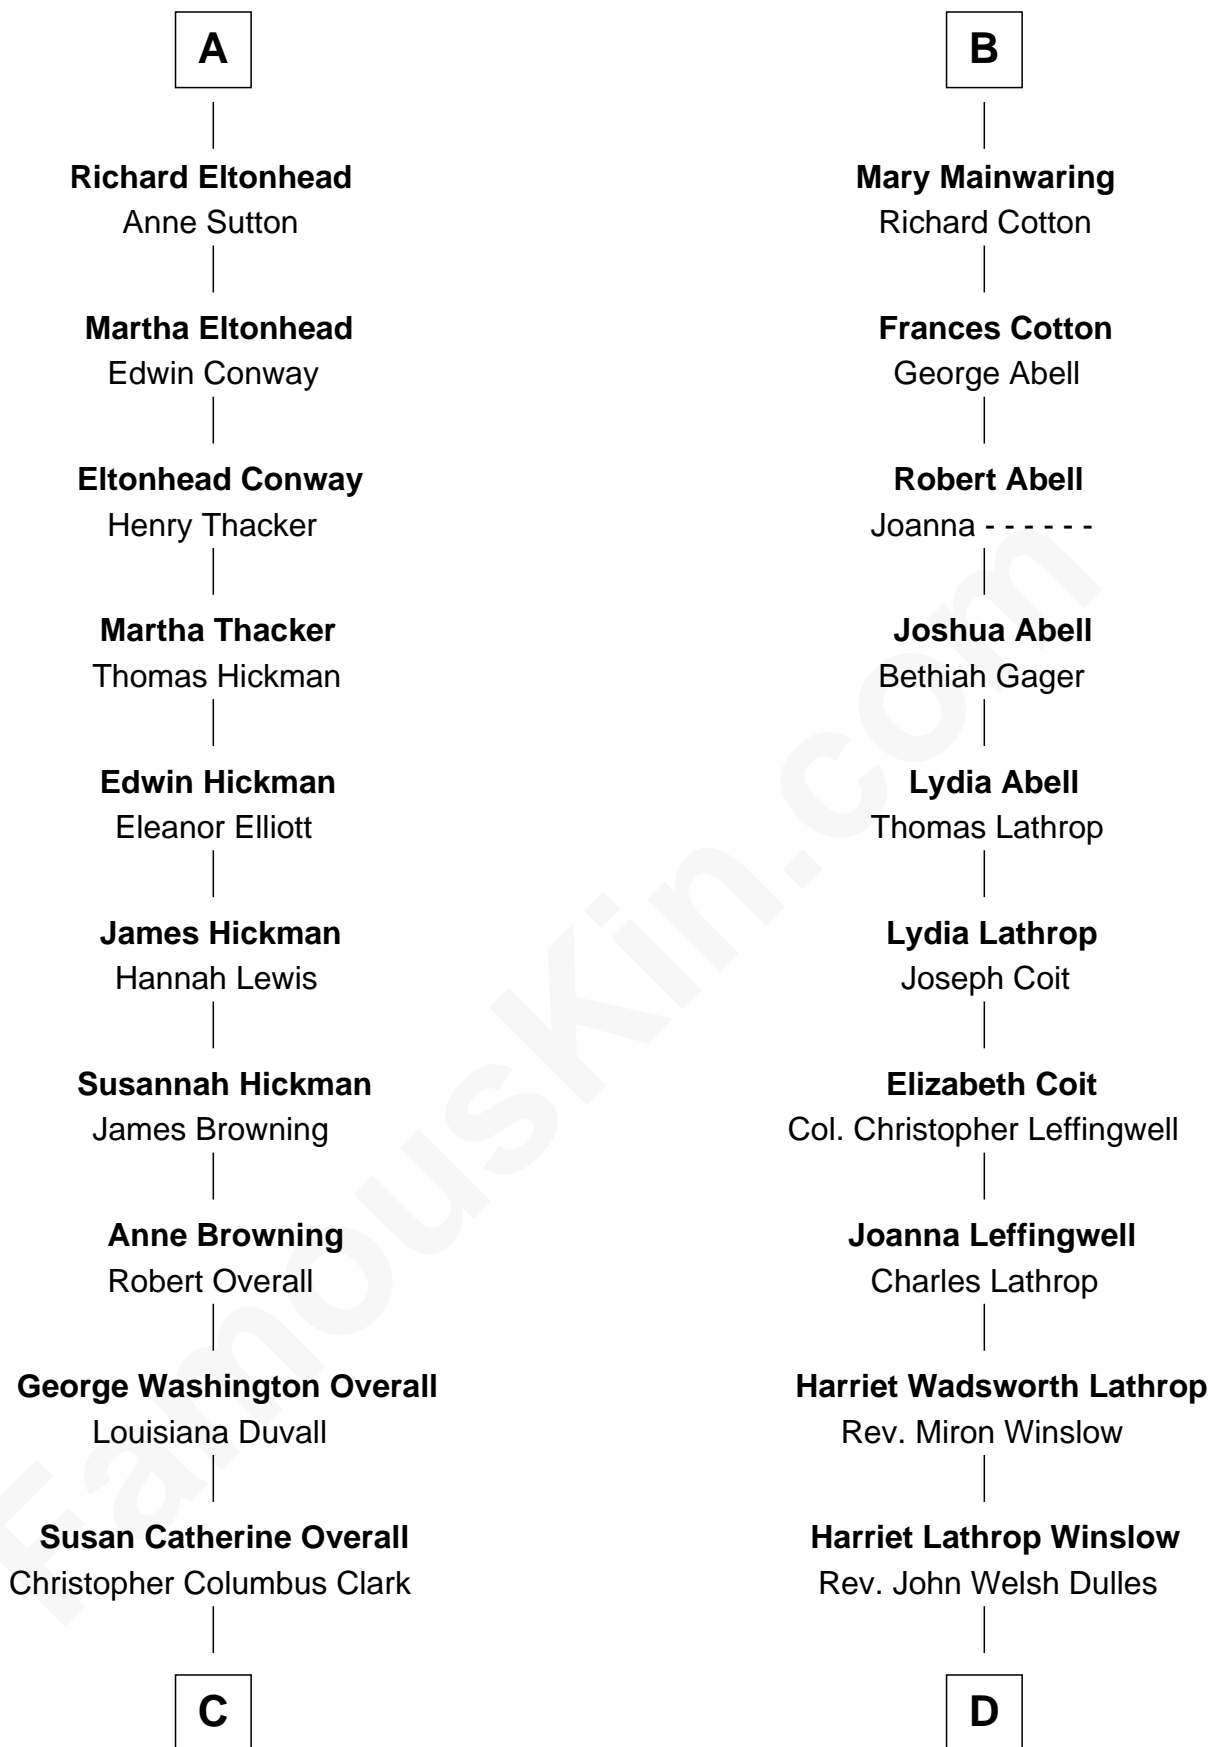 A
Richard Eltonhead
Anne Sutton
Martha Eltonhead
Edwin Conway
Eltonhead Conway
Henry Thacker
Martha Thacker
Thomas Hickman
Edwin Hickman
Eleanor Elliott
James Hickman
Hannah Lewis
Susannah Hickman
James Browning
Anne Browning
Robert Overall
George Washington Overall
Louisiana Duvall
Susan Catherine Overall
Christopher Columbus Clark
C
B
Mary Mainwaring
Richard Cotton
Frances Cotton
George Abell
Robert Abell
Joanna - - - - - -
Joshua Abell
Bethiah Gager
Lydia Abell
Thomas Lathrop
Lydia Lathrop
Joseph Coit
Elizabeth Coit
Col. Christopher Leffingwell
Joanna Leffingwell
Charles Lathrop
Harriet Wadsworth Lathrop
Rev. Miron Winslow
Harriet Lathrop Winslow
Rev. John Welsh Dulles
D
FamousKin.com